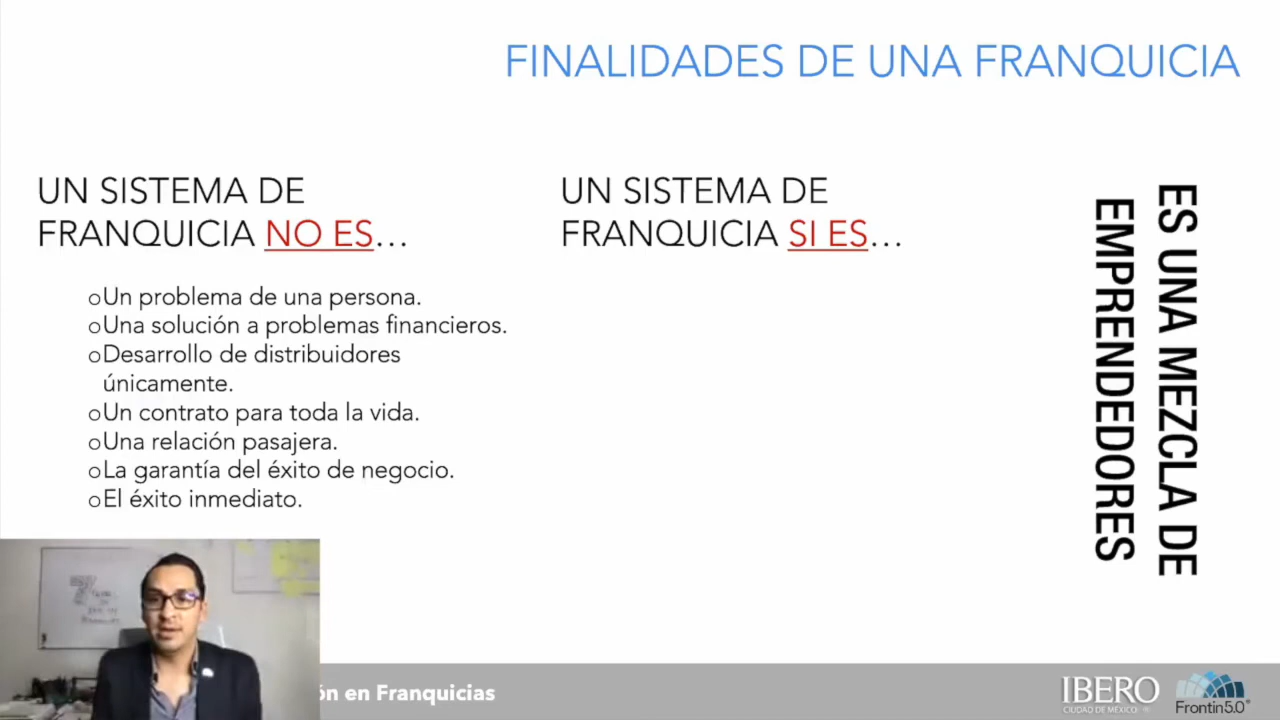 FINALIDADES DE UNA FRANQUICIA
UN SISTEMA DE
FRANQUICIA NO ES...
oUn problema de una persona.
oUna solución a problemas financieros.
oDesarrollo de distribuidores
únicamente.
oUn contrato para toda la vida.
oUna relación pasajera.
oLa garantía del éxito de negocio.
oEl éxito inmediato.
UN SISTEMA DE
FRANQUICIA SI ES...
ES UNA MEZCLA DE
EMPRENDEDORES
ón en Franquicias
IBERO
CIUDAD DE MÉXICO
Frontin5.0